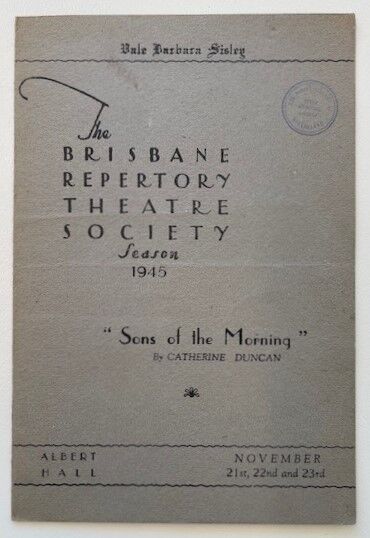 Vale Barbara Sisley
The
BRISBANE
REPERTORY
THEATRE
SOCIETY
Season
1945
"Sons of the Morning"
By CATHERINE DUNCAN
ALBERT
HALL
NOVEMBER
21st, 22nd and 23rd